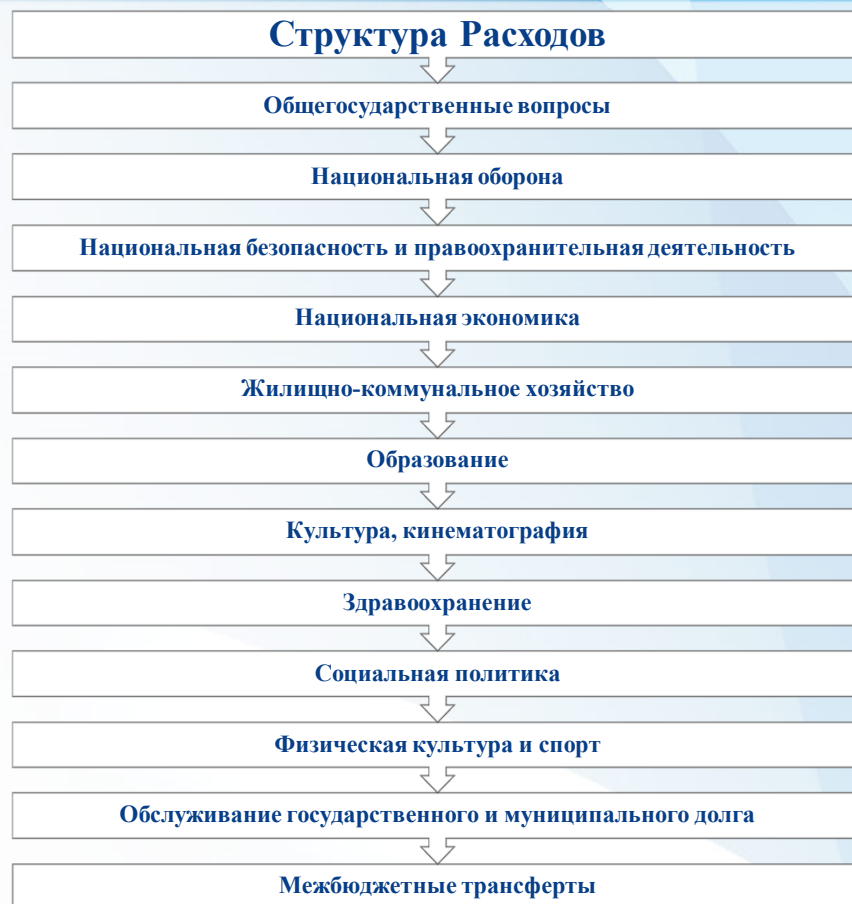 Структура Расходов
Общегосударственные вопросы
Национальная оборона
Национальная безопасность и правоохранительная деятельность
Национальная экономика
Жилищно-коммунальное хозяйство
Образование
Культура, кинематография
Здравоохранение
Социальная политика
Физическая культура и спорт
Обслуживание государственного и муниципального долга
Межбюджетные трансферты